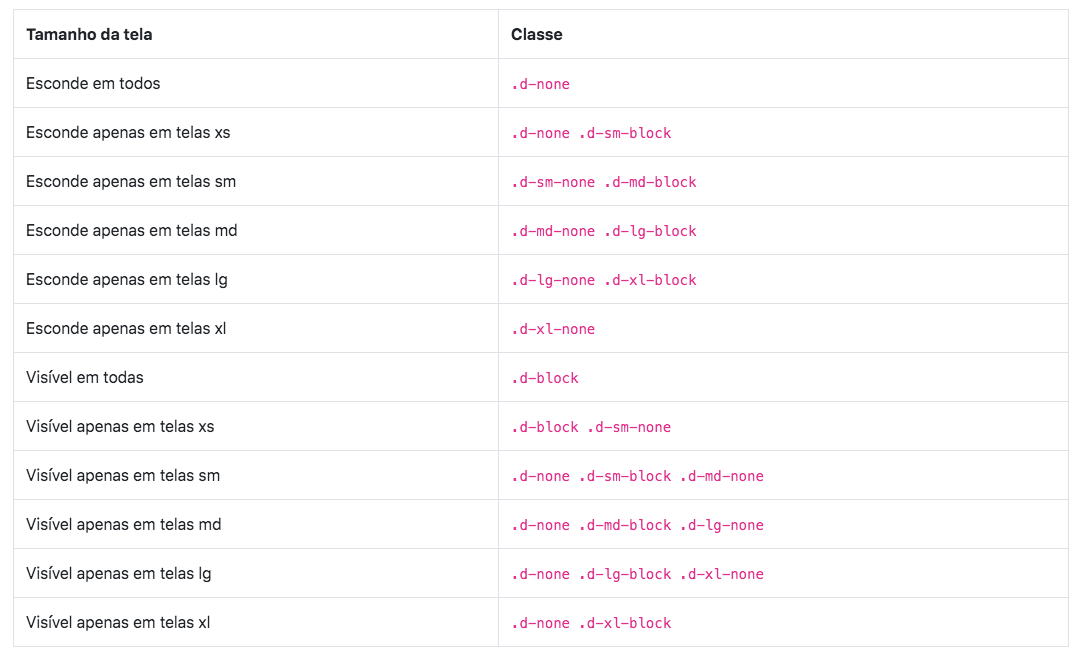 Tamanho da tela Classe
Esconde em todos .d-none
Esconde apenas em telas xs .d-none .d-sm-block
Esconde apenas em telas sm .d-sm-none .d-md-block
Esconde apenas em telas md .d-md-none .d-lg-block
Esconde apenas em telas lg .d-lg-none .d-xl-block
Esconde apenas em telas xl .d-xl-none
Visível em todas .d-block
Visível apenas em telas xs .d-block .d-sm-none
Visível apenas em telas sm .d-none .d-sm-block .d-md-none
Visível apenas em telas md .d-none .d-md-block .d-lg-none
Visível apenas em telas lg .d-none .d-lg-block .d-xl-none
Visível apenas em telas xl .d-none .d-xl-block